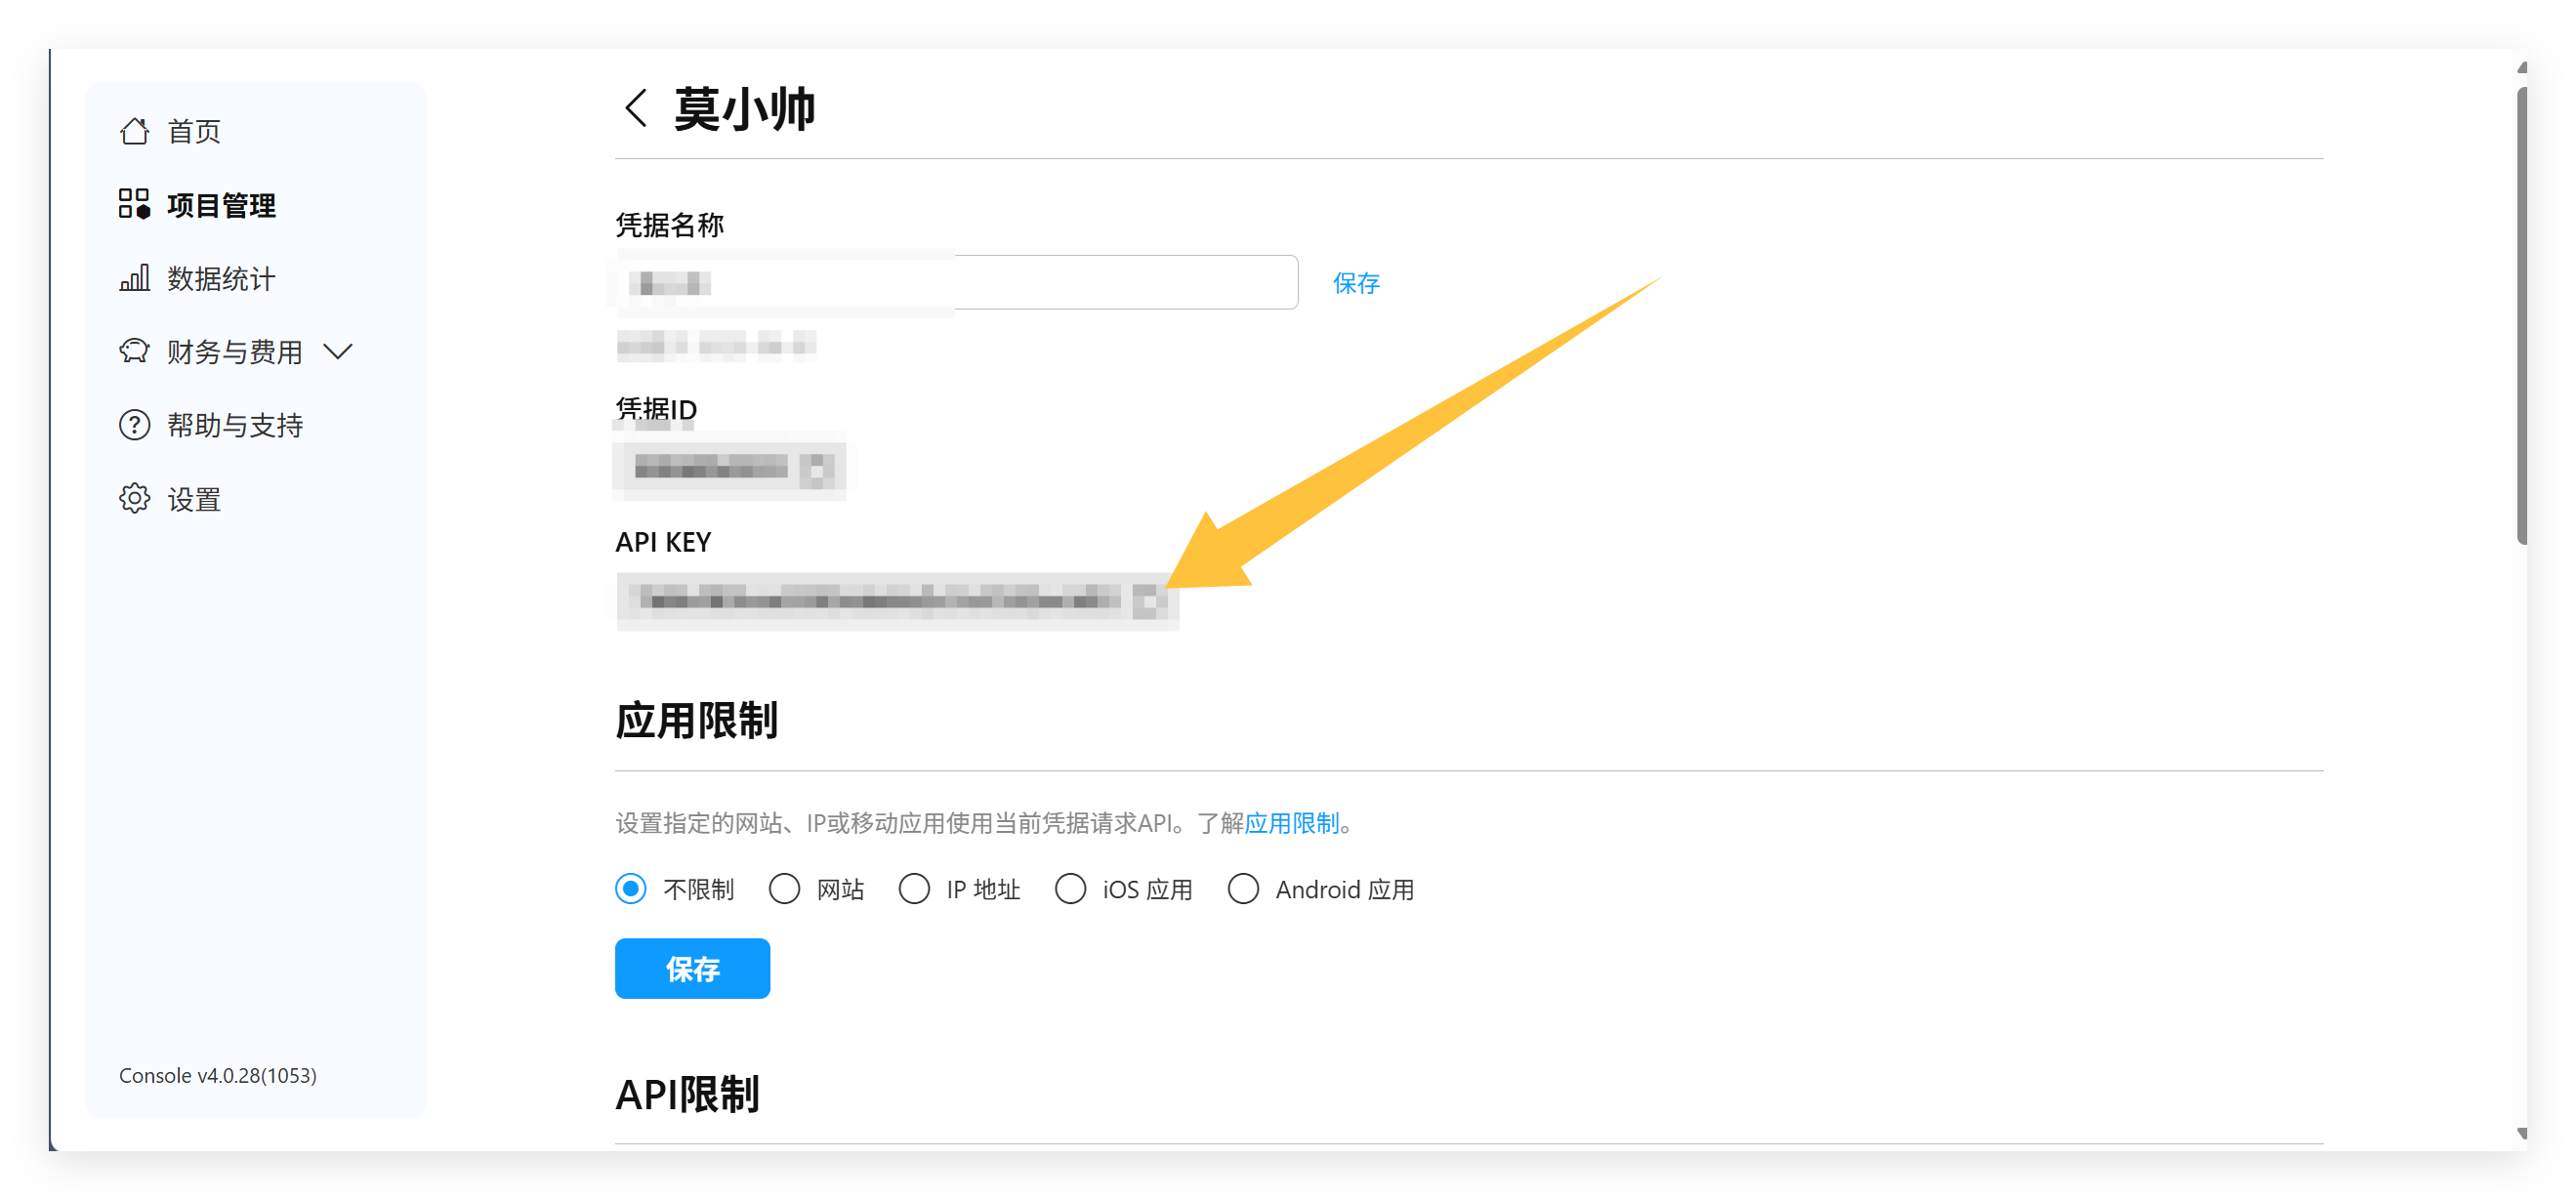 首页
项目管理
数据统计
财务与费用
帮助与支持
设置
Console v4.0.28(1053)
莫小帅
凭据名称
保存
凭据ID
API KEY
应用限制
设置指定的网站、IP或移动应用使用当前凭据请求API。了解应用限制。
不限制 网站 IP 地址 iOS 应用 Android 应用
保存
API限制